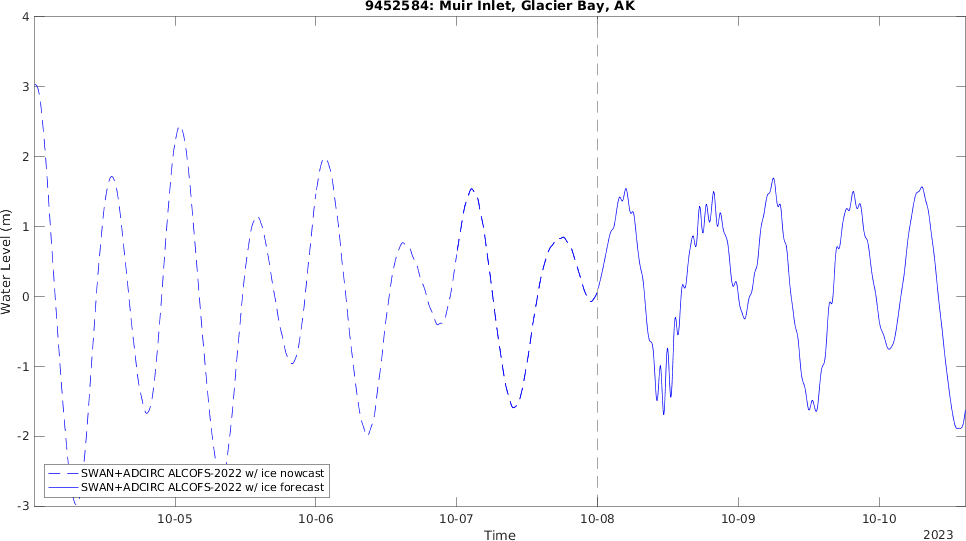 9452584: Muir Inlet, Glacier Bay, AK
Water Level (m)
4
3
2
1
0
-1
-2
-3
SWAN+ADCIRC ALCOFS-2022 w/ ice nowcast
SWAN+ADCIRC ALCOFS-2022 w/ ice forecast
10-05 10-06 10-07 10-08 10-09 10-10
Time
2023